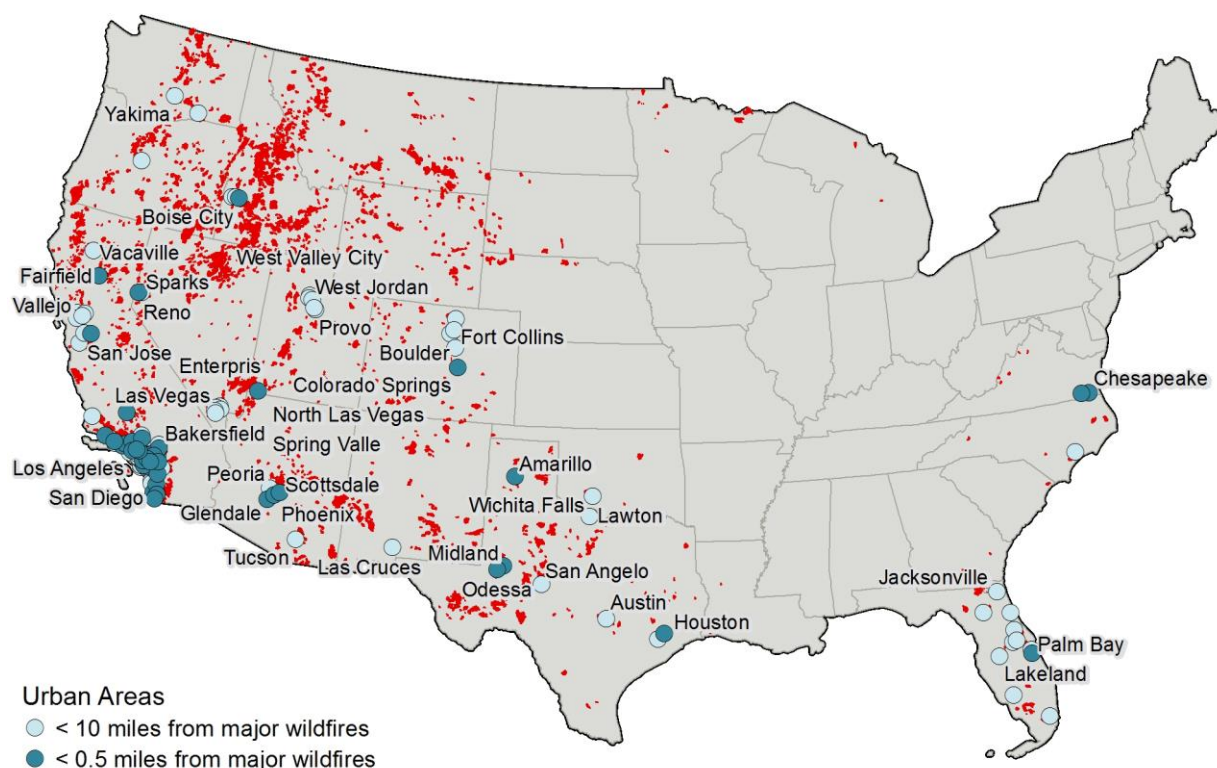 Yakima
Boise City
Vacaville
West Valley City
Fairfield
Sparks
West Jordan
Vallejo
Reno
Provo
Fort Collins
San Jose
Boulder
Enterpris
Colorado Springs
Chesapeake
Las Vegas
North Las Vegas
Bakersfield
Spring Valle
Los Angeles
Peoria
Amarillo
Scottsdale
San Diego
Wichita Falls
Glendale
Phoenix
Lawton
Tucson
Midland
Las Cruces
San Angelo
Jacksonville
Odessa
Austin
Houston
Palm Bay
Lakeland
Urban Areas
< 10 miles from major wildfires
< 0.5 miles from major wildfires